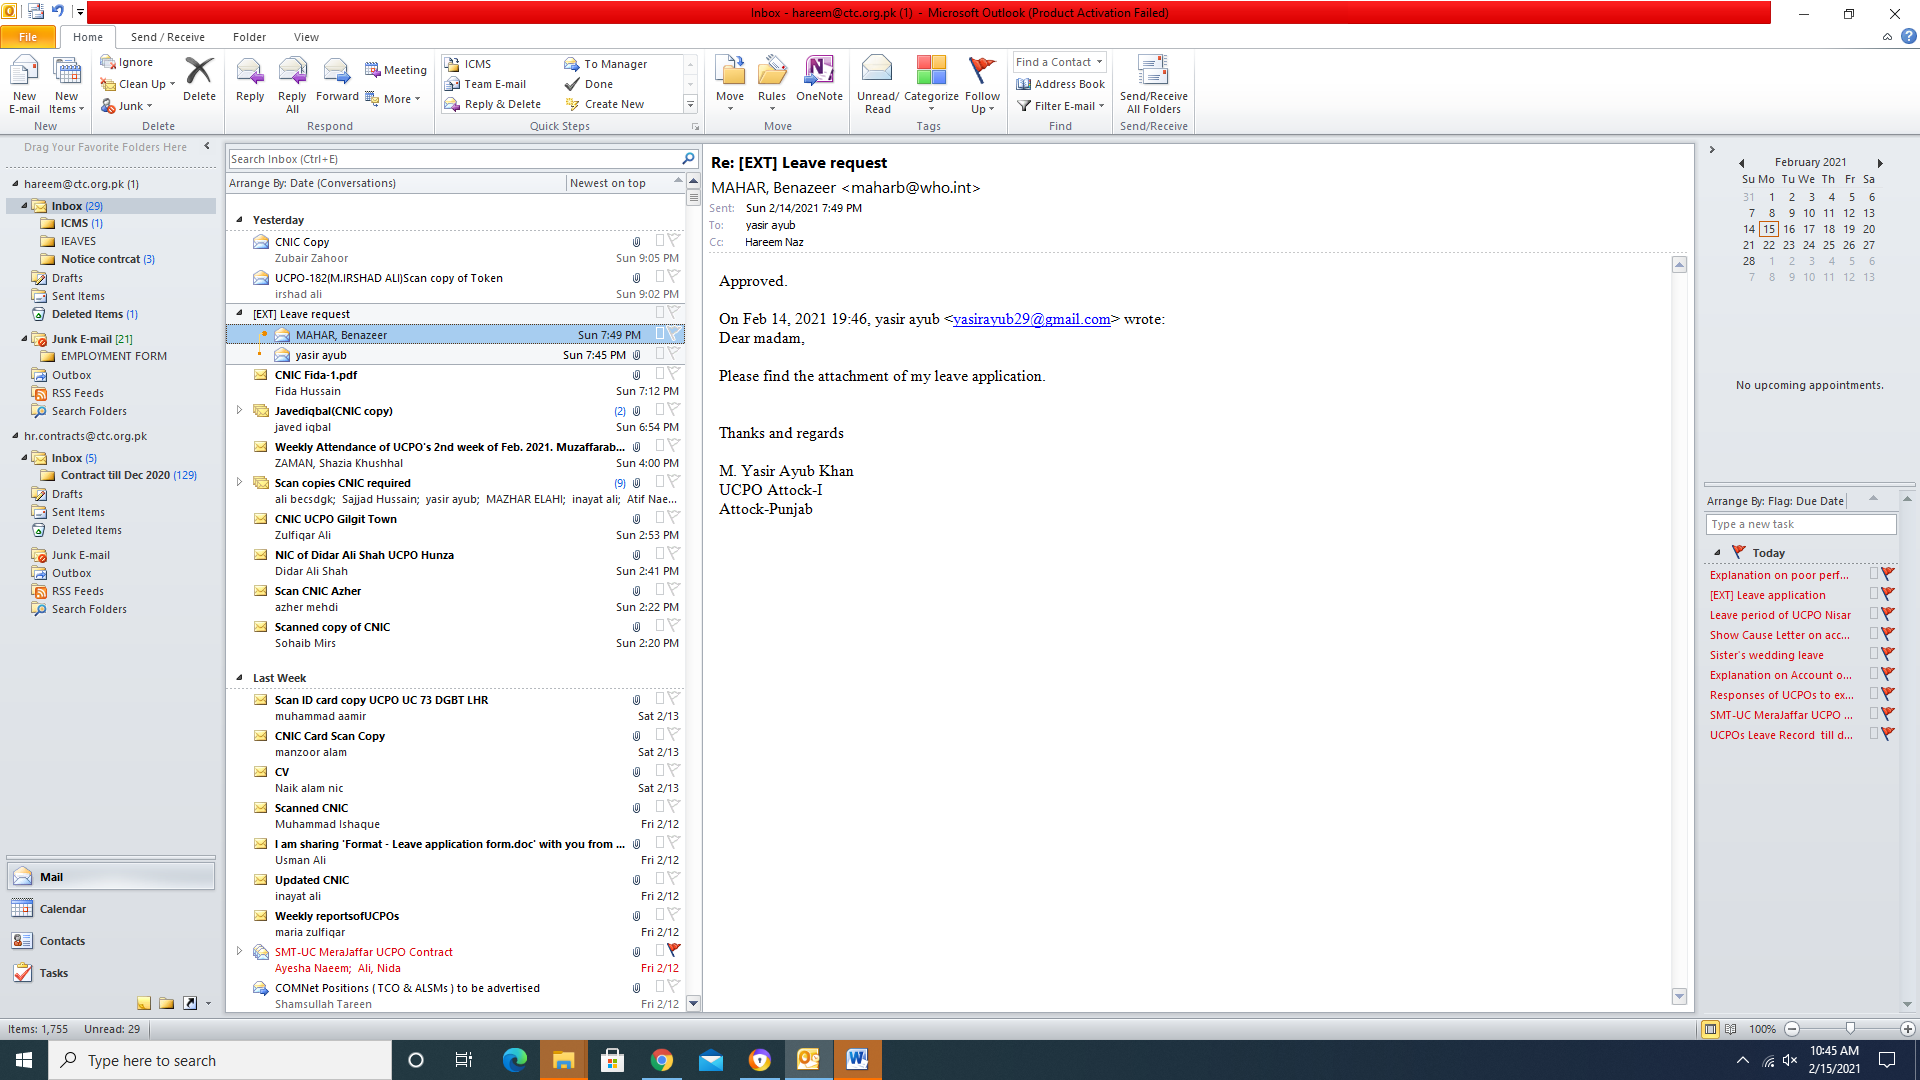 Inbox - hareem@ctc.org.pk (1) - Microsoft Outlook (Product Activation Failed)
File Home Send / Receive Folder View
New E-mail
New Items
New
Ignore
Clean Up
Junk
Delete
Delete
Reply
Reply All
Forward
Meeting
More
Respond
ICMS
Team E-mail
Reply & Delete
To Manager
Done
Create New
Quick Steps
Move
Rules
OneNote
Move
Unread/ Read
Categorize
Follow Up
Tags
Find a Contact
Address Book
Filter E-mail
Find
Send/Receive All Folders
Send/Receive
Drag Your Favorite Folders Here
hareem@ctc.org.pk (1)
Inbox (29)
ICMS (1)
lEAVES
Notice contrcat (3)
Drafts
Sent Items
Deleted Items (1)
Junk E-mail [21]
EMPLOYMENT FORM
Outbox
RSS Feeds
Search Folders
hr.contracts@ctc.org.pk
Inbox (5)
Contract till Dec 2020 (129)
Drafts
Sent Items
Deleted Items
Junk E-mail
Outbox
RSS Feeds
Search Folders
Mail
Calendar
Contacts
Tasks
Search Inbox (Ctrl+E)
Arrange By: Date (Conversations) Newest on top
Yesterday
CNIC Copy
Zubair Zahoor Sun 9:05 PM
UCPO-182(M.IRSHAD ALI)Scan copy of Token
irshad ali Sun 9:02 PM
[EXT] Leave request
MAHAR, Benazeer Sun 7:49 PM
yasir ayub Sun 7:45 PM
CNIC Fida-1.pdf
Fida Hussain Sun 7:12 PM
Javediqbal(CNIC copy) (2)
javed iqbal Sun 6:54 PM
Weekly Attendance of UCPO's 2nd week of Feb. 2021. Muzaffarab...
ZAMAN, Shazia Khushhal Sun 4:00 PM
Scan copies CNIC required (9)
ali becsdgk; Sajjad Hussain; yasir ayub; MAZHAR ELAHI; inayat ali; Atif Nae...
CNIC UCPO Gilgit Town
Zulfiqar Ali Sun 2:53 PM
NIC of Didar Ali Shah UCPO Hunza
Didar Ali Shah Sun 2:41 PM
Scan CNIC Azher
azher mehdi Sun 2:22 PM
Scanned copy of CNIC
Sohaib Mirs Sun 2:20 PM
Last Week
Scan ID card copy UCPO UC 73 DGBT LHR
muhammad aamir Sat 2/13
CNIC Card Scan Copy
manzoor alam Sat 2/13
CV
Naik alam nic Sat 2/13
Scanned CNIC
Muhammad Ishaque Fri 2/12
I am sharing 'Format - Leave application form.doc' with you from ...
Usman Ali Fri 2/12
Updated CNIC
inayat ali Fri 2/12
Weekly reportsofUCPOs
maria zulfiqar Fri 2/12
SMT-UC MeraJaffar UCPO Contract
Ayesha Naeem; Ali, Nida Fri 2/12
COMNet Positions ( TCO & ALSMs ) to be advertised
Shamsullah Tareen Fri 2/12
Re: [EXT] Leave request
MAHAR, Benazeer <maharb@who.int>
Sent: Sun 2/14/2021 7:49 PM
To: yasir ayub
Cc: Hareem Naz
Approved.
On Feb 14, 2021 19:46, yasir ayub <yasirayub29@gmail.com> wrote:
Dear madam,
Please find the attachment of my leave application.
Thanks and regards
M. Yasir Ayub Khan
UCPO Attock-I
Attock-Punjab
February 2021
Su Mo Tu We Th Fr Sa
31 1 2 3 4 5 6
7 8 9 10 11 12 13
14 15 16 17 18 19 20
21 22 23 24 25 26 27
28 1 2 3 4 5 6
7 8 9 10 11 12 13
No upcoming appointments.
Arrange By: Flag: Due Date
Type a new task
Today
Explanation on poor perf...
[EXT] Leave application
Leave period of UCPO Nisar
Show Cause Letter on acc...
Sister's wedding leave
Explanation on Account o...
Responses of UCPOs to ex...
SMT-UC MeraJaffar UCPO ...
UCPOs Leave Record till d...
Items: 1,755 Unread: 29
100%
Type here to search
10:45 AM
2/15/2021